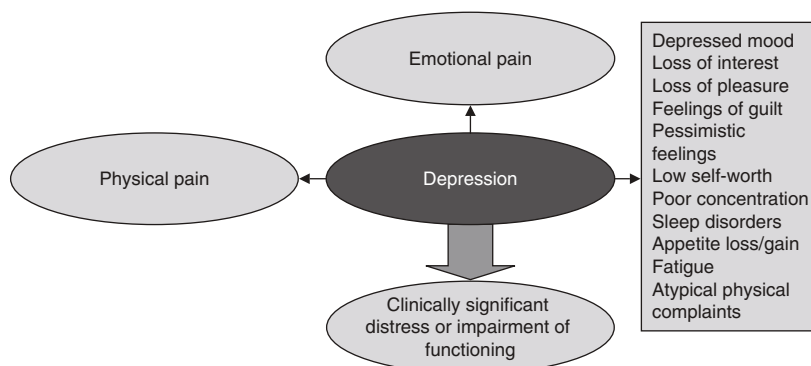 Emotional pain
Physical pain
Depression
Clinically significant
distress or impairment of
functioning
Depressed mood
Loss of interest
Loss of pleasure
Feelings of guilt
Pessimistic
feelings
Low self-worth
Poor concentration
Sleep disorders
Appetite loss/gain
Fatigue
Atypical physical
complaints